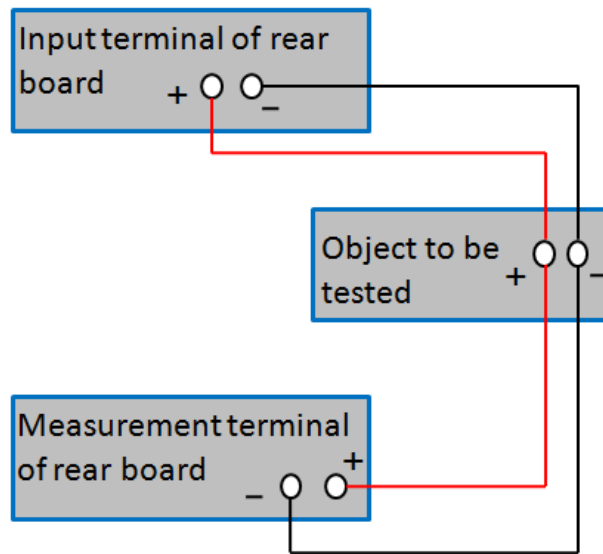 Input terminal of rear
board
+
−
Object to be
tested
+
−
Measurement terminal
of rear board
−
+